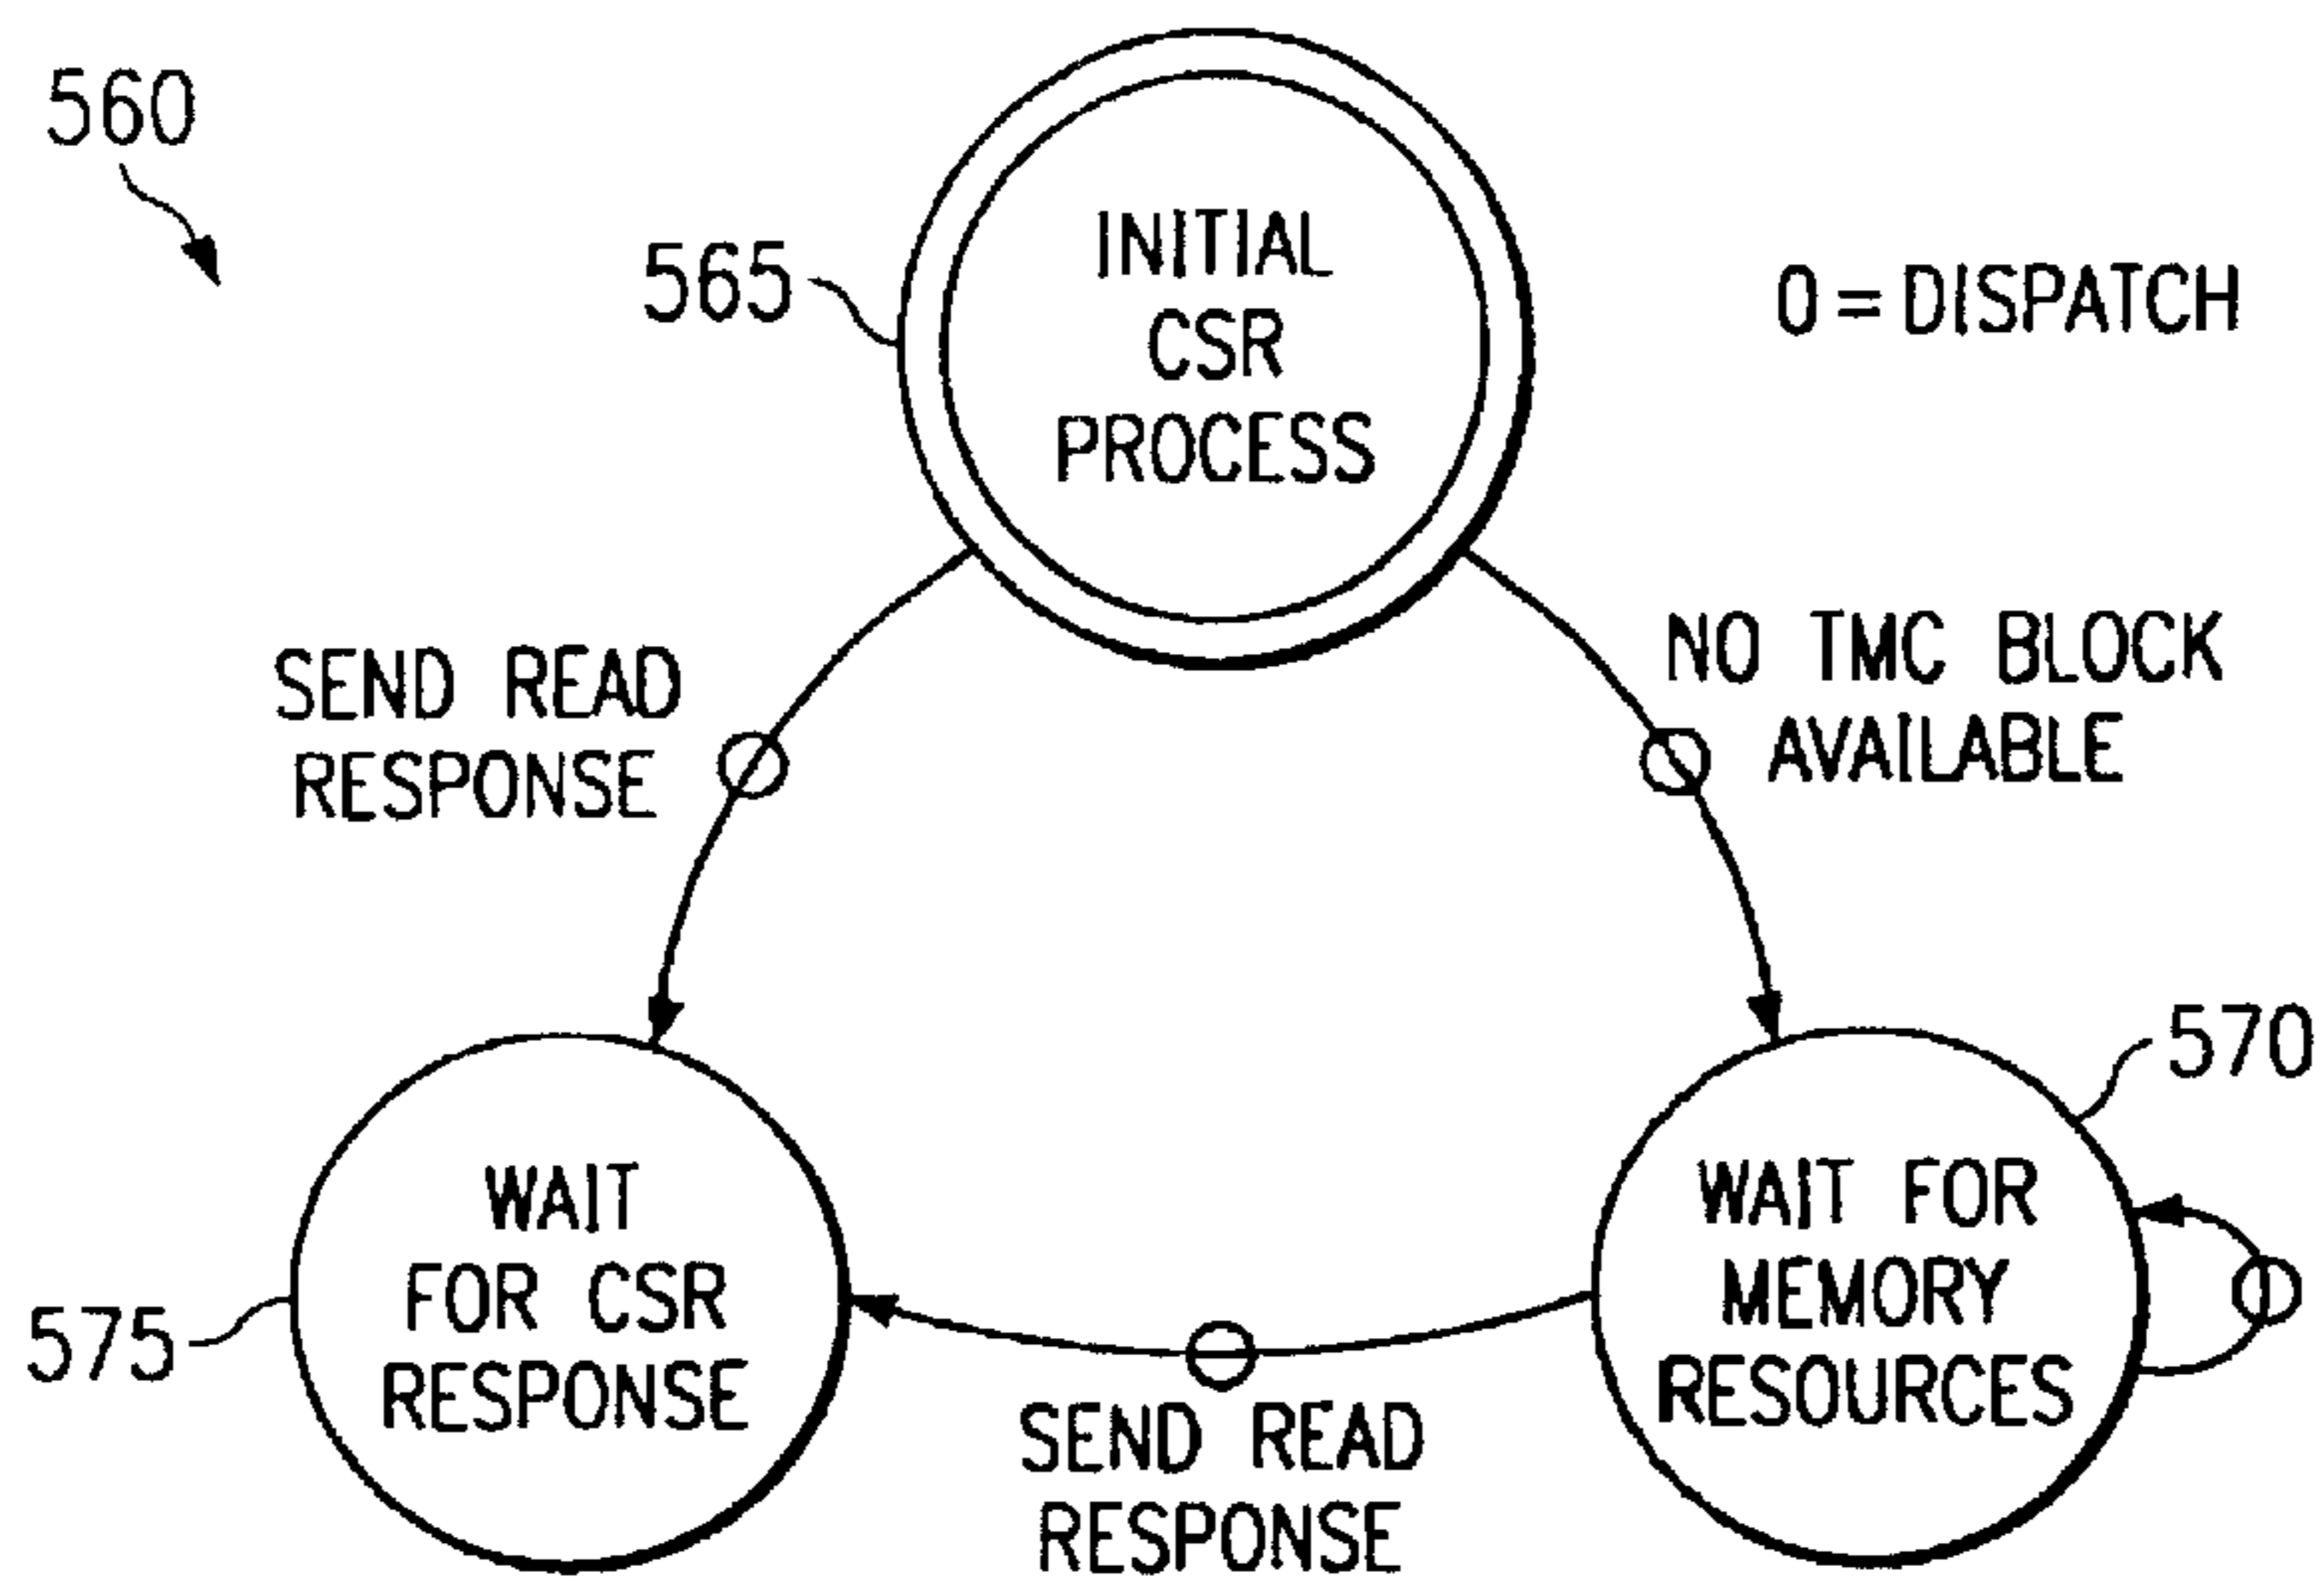 560
565
INITIAL
CSR
PROCESS
0 = DISPATCH
SEND READ
RESPONSE
NO TMC BLOCK
AVAILABLE
570
WAIT
FOR CSR
RESPONSE
575
WAIT FOR
MEMORY
RESOURCES
SEND READ
RESPONSE